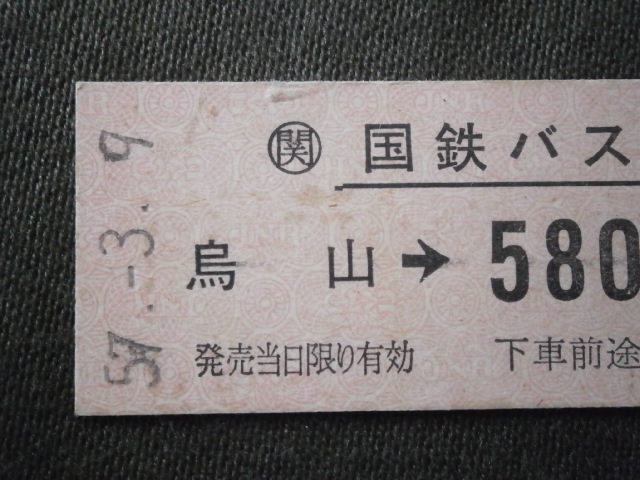 57.-3.-9
㊞関 国鉄バス
烏山➔580
発売当日限り有効 下車前途